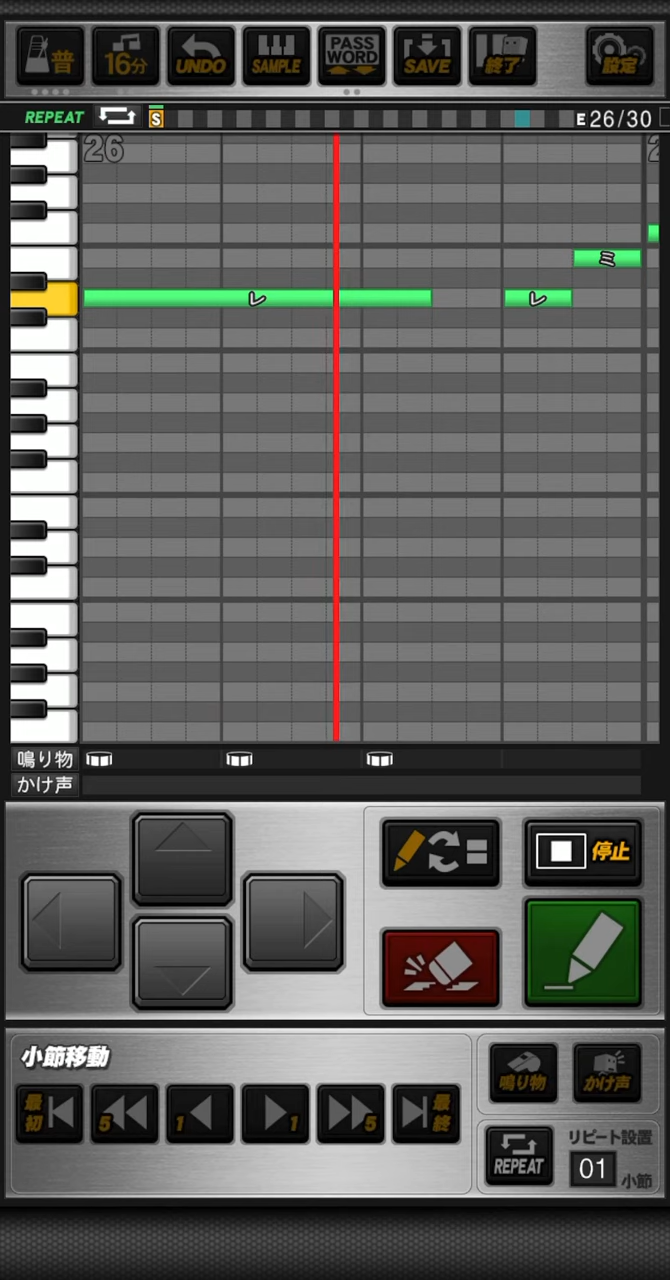 普 16分 UNDO SAMPLE PASS WORD SAVE 終了 設定
REPEAT S E 26/30
26
ミ
レ レ
鳴り物
かけ声
停止
小節移動
最初 5 1 1 5 最終
鳴り物 かけ声
REPEAT リピート設置
01 小節